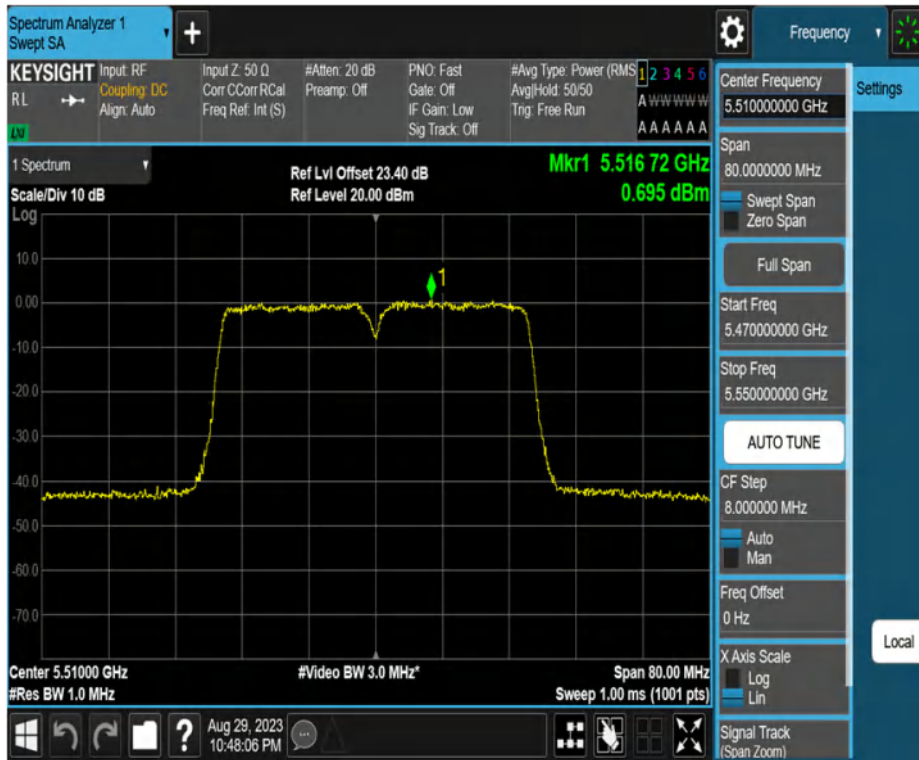 Spectrum Analyzer 1
Swept SA
+
Frequency
KEYSIGHT
RL
LXI
Input: RF
Coupling: DC
Align: Auto
Input Z: 50 Ω
Corr CCorr RCal
Freq Ref: Int (S)
#Atten: 20 dB
Preamp: Off
PNO: Fast
Gate: Off
IF Gain: Low
Sig Track: Off
#Avg Type: Power (RMS
Avg|Hold: 50/50
Trig: Free Run
1 2 3 4 5 6
A W W W W W
A A A A A A
1 Spectrum
Scale/Div 10 dB
Log
Ref Lvl Offset 23.40 dB
Ref Level 20.00 dBm
Mkr1 5.516 72 GHz
0.695 dBm
10.0
0.00
-10.0
-20.0
-30.0
-40.0
-50.0
-60.0
-70.0
1
Center 5.51000 GHz
#Res BW 1.0 MHz
#Video BW 3.0 MHz*
Span 80.00 MHz
Sweep 1.00 ms (1001 pts)
?
Aug 29, 2023
10:48:06 PM
Center Frequency
5.510000000 GHz
Span
80.0000000 MHz
Swept Span
Zero Span
Full Span
Start Freq
5.470000000 GHz
Stop Freq
5.550000000 GHz
AUTO TUNE
CF Step
8.000000 MHz
Auto
Man
Freq Offset
0 Hz
X Axis Scale
Log
Lin
Signal Track
(Span Zoom)
Settings
Local